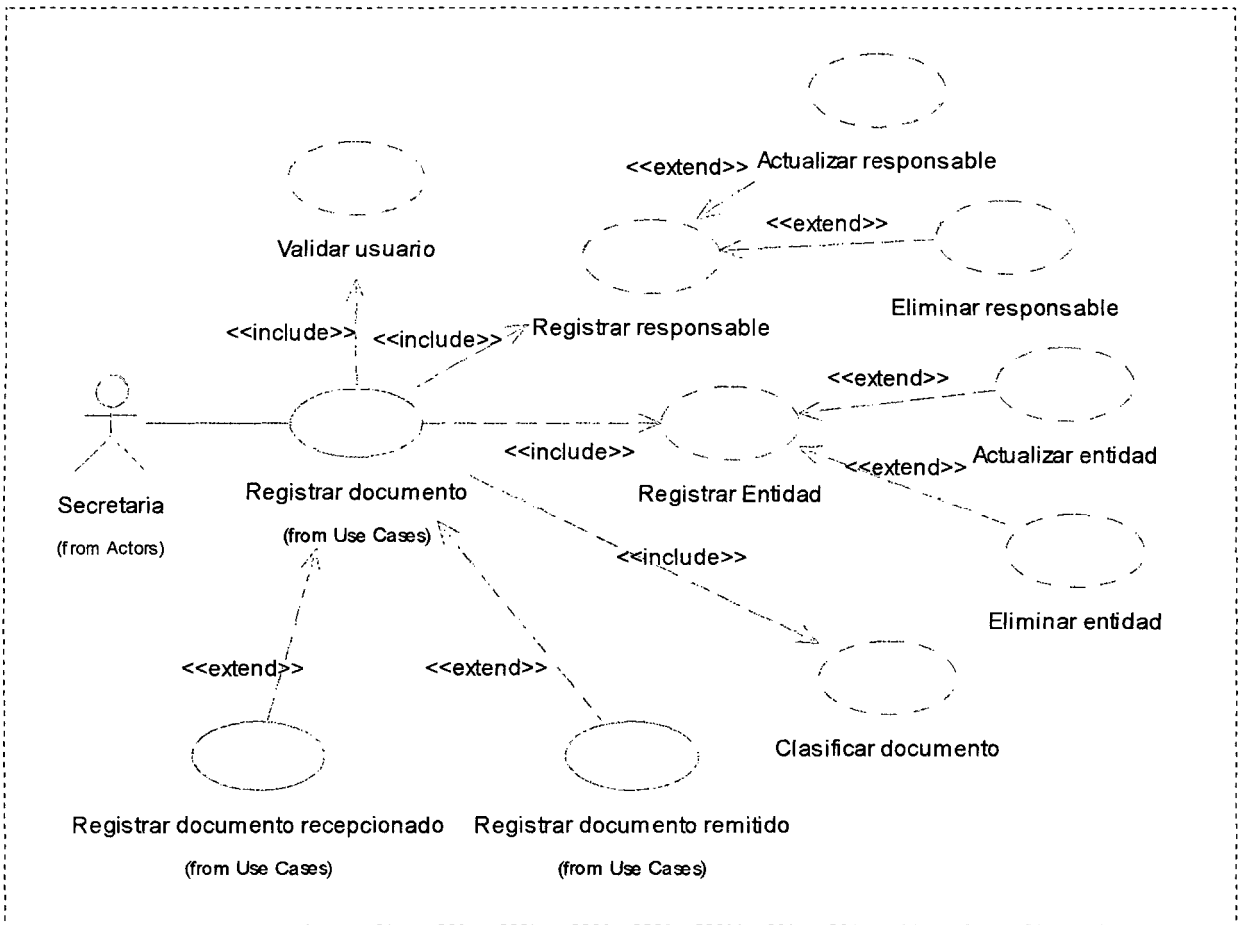 <<extend>>
Actualizar responsable
<<extend>>
Validar usuario
Eliminar responsable
<<include>>
<<include>>
Registrar responsable
<<extend>>
<<include>>
<<extend>>
Actualizar entidad
Secretaria
(from Actors)
Registrar documento
(from Use Cases)
Registrar Entidad
<<include>>
Eliminar entidad
<<extend>>
<<extend>>
Clasificar documento
Registrar documento recepcionado
(from Use Cases)
Registrar documento remitido
(from Use Cases)